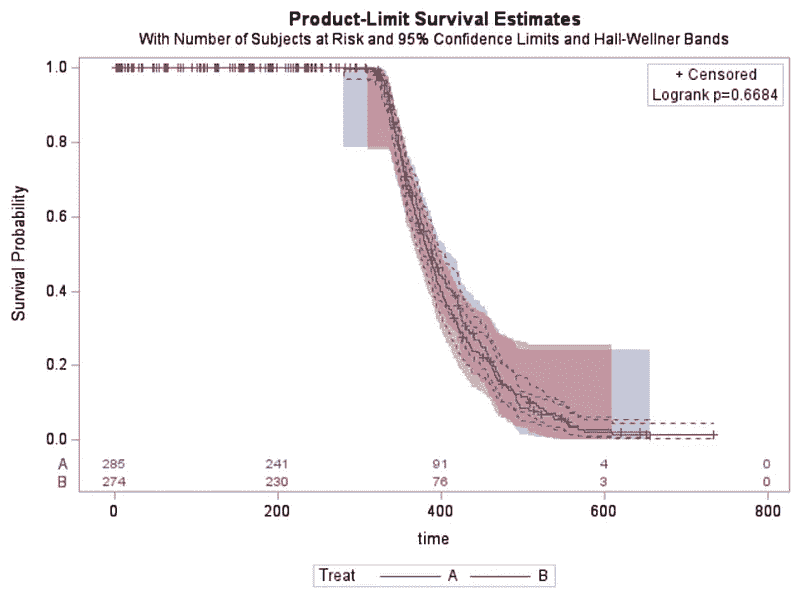 Product-Limit Survival Estimates
With Number of Subjects at Risk and 95% Confidence Limits and Hall-Wellner Bands
+ Censored
Logrank p=0.6684
1.0
0.8
0.6
0.4
0.2
0.0
Survival Probability
A 285 241 91 4 0
B 274 230 76 3 0
0 200 400 600 800
time
Treat A B